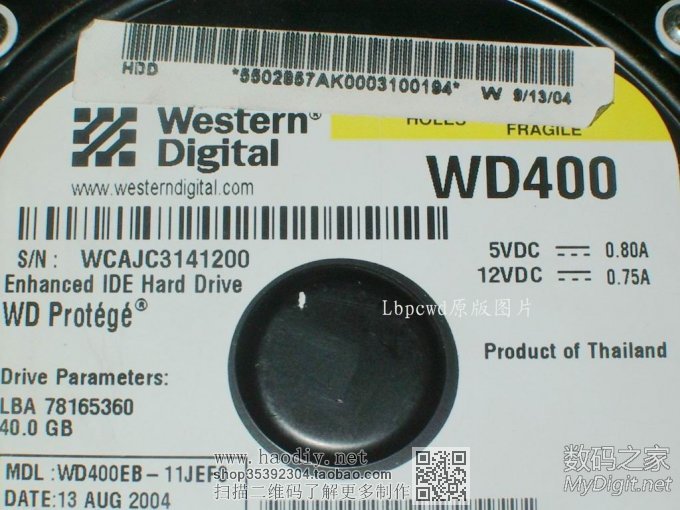 HDD *5502857AK0003100194* W 9/13/04
HOLES FRAGILE
Western®
Digital
www.westerndigital.com
WD400
S/N: WCAJC3141200
5VDC 0.80A
Enhanced IDE Hard Drive
12VDC 0.75A
WD Protégé®
Lbpcwd原版图片
Product of Thailand
Drive Parameters:
LBA 78165360
40.0 GB
MDL :WD400EB-11JEF0
DATE:13 AUG 2004
www.haodiy.net
shop35392304.taobao.com
扫描二维码了解更多制作
数码之家
MyDigit.net